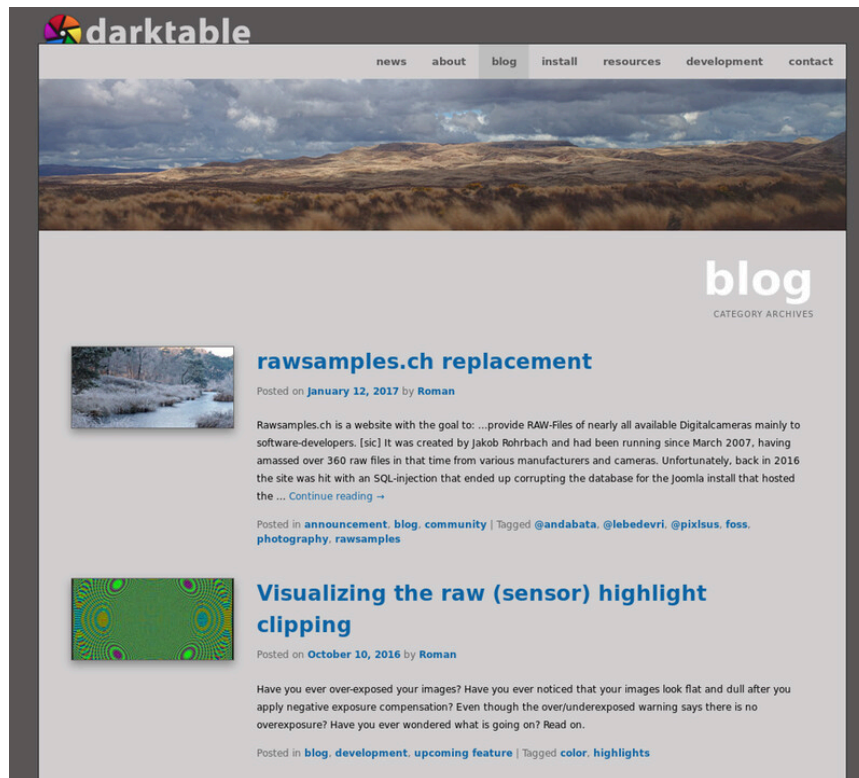 darktable
news about blog install resources development contact
blog
CATEGORY ARCHIVES
rawsamples.ch replacement
Posted on January 12, 2017 by Roman
Rawsamples.ch is a website with the goal to: ...provide RAW-Files of nearly all available Digitalcameras mainly to
software-developers. [sic] It was created by Jakob Rohrbach and had been running since March 2007, having
amassed over 360 raw files in that time from various manufacturers and cameras. Unfortunately, back in 2016
the site was hit with an SQL-injection that ended up corrupting the database for the Joomla install that hosted
the ... Continue reading →
Posted in announcement, blog, community | Tagged @andabata, @lebedevri, @pixlsus, foss,
photography, rawsamples
Visualizing the raw (sensor) highlight
clipping
Posted on October 10, 2016 by Roman
Have you ever over-exposed your images? Have you ever noticed that your images look flat and dull after you
apply negative exposure compensation? Even though the over/underexposed warning says there is no
overexposure? Have you ever wondered what is going on? Read on.
Posted in blog, development, upcoming feature | Tagged color, highlights